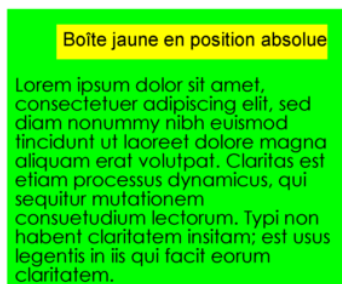 Boîte jaune en position absolue
Lorem ipsum dolor sit amet,
consectetuer adipiscing elit, sed
diam nonummy nibh euismod
tincidunt ut laoreet dolore magna
aliquam erat volutpat. Claritas est
etiam processus dynamicus, qui
sequitur mutationem
consuetudium lectorum. Typi non
habent claritatem insitam; est usus
legentis in iis qui facit eorum
claritatem.